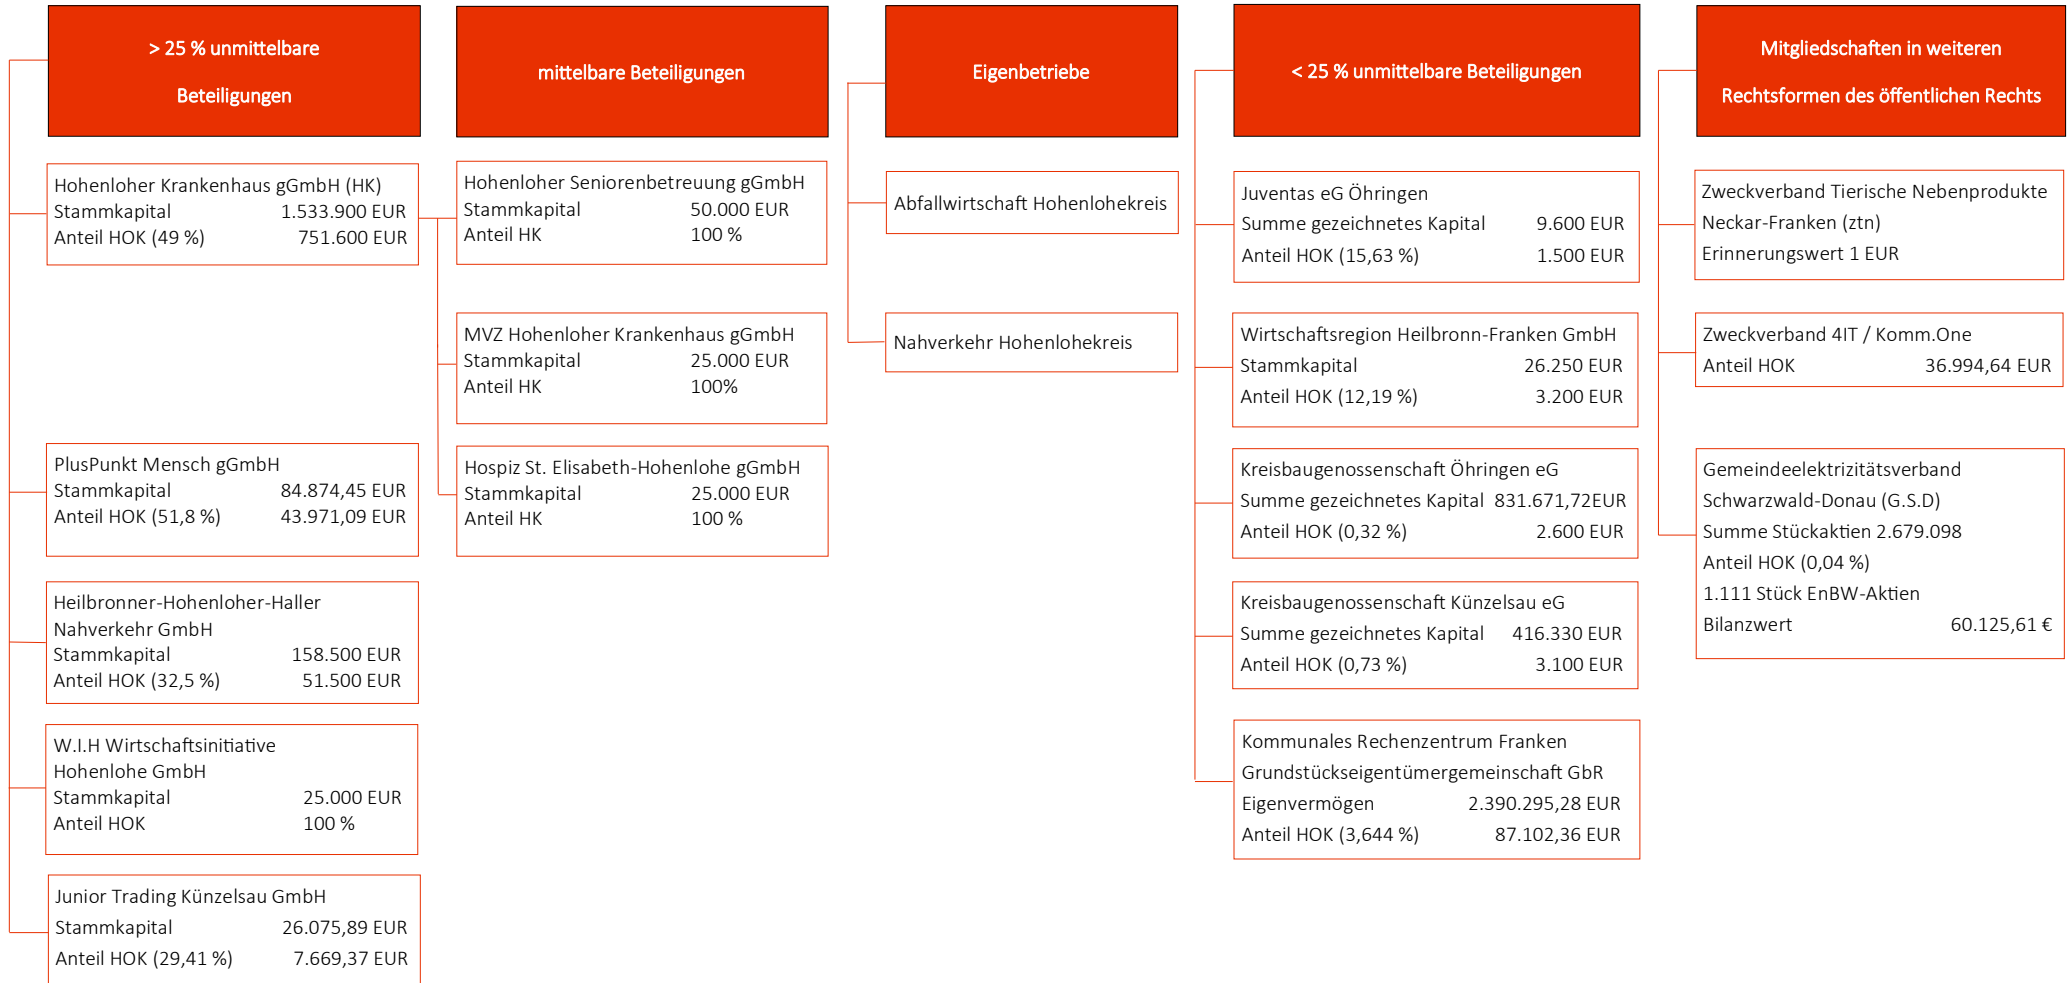 > 25 % unmittelbare
Beteiligungen
Hohenloher Krankenhaus gGmbH (HK)
Stammkapital 1.533.900 EUR
Anteil HOK (49 %) 751.600 EUR
PlusPunkt Mensch gGmbH
Stammkapital 84.874,45 EUR
Anteil HOK (51,8 %) 43.971,09 EUR
Heilbronner-Hohenloher-Haller
Nahverkehr GmbH
Stammkapital 158.500 EUR
Anteil HOK (32,5 %) 51.500 EUR
W.I.H Wirtschaftsinitiative
Hohenlohe GmbH
Stammkapital 25.000 EUR
Anteil HOK 100 %
Junior Trading Künzelsau GmbH
Stammkapital 26.075,89 EUR
Anteil HOK (29,41 %) 7.669,37 EUR
mittelbare Beteiligungen
Hohenloher Seniorenbetreuung gGmbH
Stammkapital 50.000 EUR
Anteil HK 100 %
MVZ Hohenloher Krankenhaus gGmbH
Stammkapital 25.000 EUR
Anteil HK 100%
Hospiz St. Elisabeth-Hohenlohe gGmbH
Stammkapital 25.000 EUR
Anteil HK 100 %
Eigenbetriebe
Abfallwirtschaft Hohenlohekreis
Nahverkehr Hohenlohekreis
< 25 % unmittelbare Beteiligungen
Juventas eG Öhringen
Summe gezeichnetes Kapital 9.600 EUR
Anteil HOK (15,63 %) 1.500 EUR
Wirtschaftsregion Heilbronn-Franken GmbH
Stammkapital 26.250 EUR
Anteil HOK (12,19 %) 3.200 EUR
Kreisbaugenossenschaft Öhringen eG
Summe gezeichnetes Kapital 831.671,72EUR
Anteil HOK (0,32 %) 2.600 EUR
Kreisbaugenossenschaft Künzelsau eG
Summe gezeichnetes Kapital 416.330 EUR
Anteil HOK (0,73 %) 3.100 EUR
Kommunales Rechenzentrum Franken
Grundstückseigentümergemeinschaft GbR
Eigenvermögen 2.390.295,28 EUR
Anteil HOK (3,644 %) 87.102,36 EUR
Mitgliedschaften in weiteren
Rechtsformen des öffentlichen Rechts
Zweckverband Tierische Nebenprodukte
Neckar-Franken (ztn)
Erinnerungswert 1 EUR
Zweckverband 4IT / Komm.One
Anteil HOK 36.994,64 EUR
Gemeindeelektrizitätsverband
Schwarzwald-Donau (G.S.D)
Summe Stückaktien 2.679.098
Anteil HOK (0,04 %)
1.111 Stück EnBW-Aktien
Bilanzwert 60.125,61 €